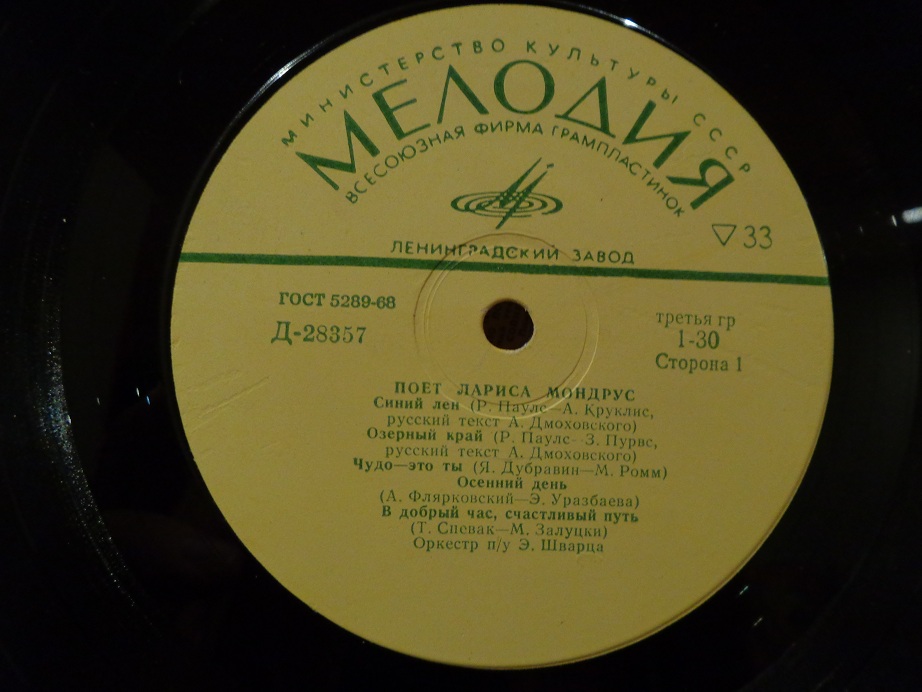 МИНИСТЕРСТВО КУЛЬТУРЫ СССР
МЕЛОДИЯ
ВСЕСОЮЗНАЯ ФИРМА ГРАМПЛАСТИНОК
ЛЕНИНГРАДСКИЙ ЗАВОД
▽ 33
ГОСТ 5289-68
Д-28357
третья гр
1-30
Сторона 1
ПОЕТ ЛАРИСА МОНДРУС
Синий лен (Р. Паулс—А. Круклис,
русский текст А. Дмоховского)
Озерный край (Р. Паулс—З. Пурвс,
русский текст А. Дмоховского)
Чудо—это ты (Я. Дубравин—М. Ромм)
Осенний день
(А. Флярковский—Э. Уразбаева)
В добрый час, счастливый путь
(Т. Спевак—М. Залуцки)
Оркестр п/у Э. Шварца